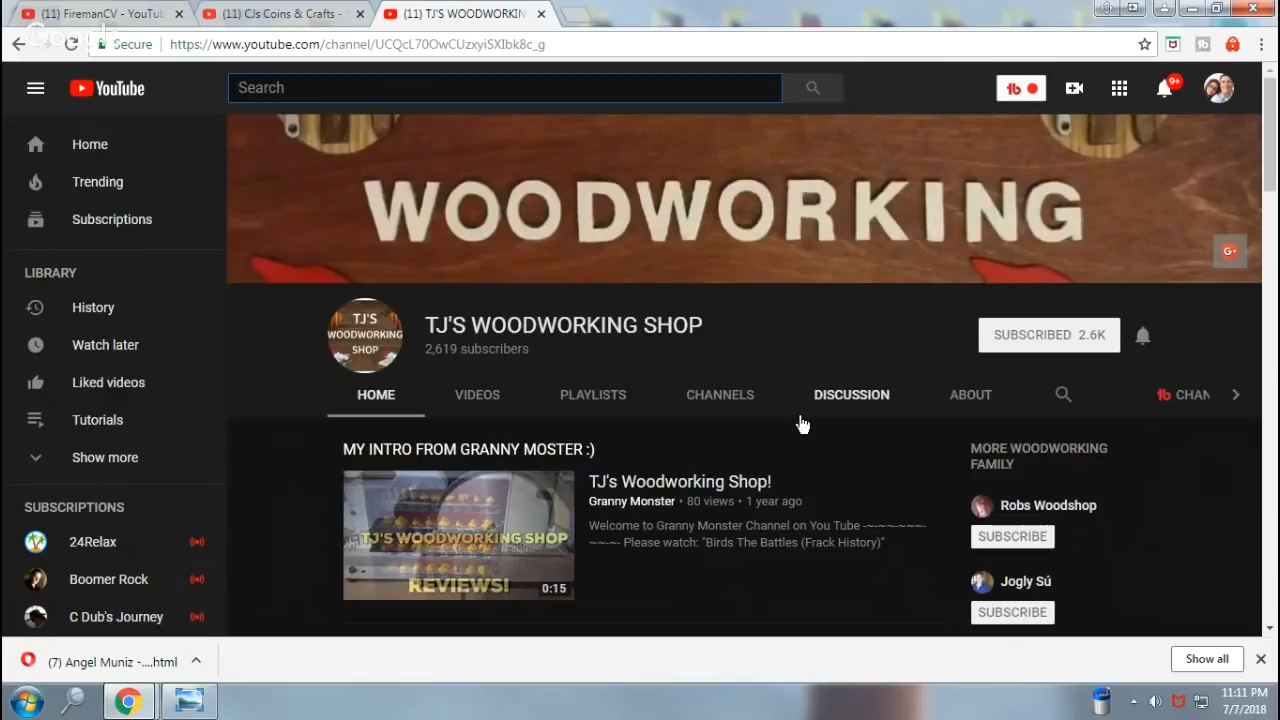 (11) FiremanCV - YouTub
(11) CJs Coins & Crafts -
(11) TJ'S WOODWORKIN
Google
Secure
https://www.youtube.com/channel/UCQcL70OwCUzxyiSXIbk8c_g
YouTube
Search
9+
Home
Trending
Subscriptions
LIBRARY
History
Watch later
Liked videos
Tutorials
Show more
SUBSCRIPTIONS
24Relax
Boomer Rock
C Dub's Journey
WOODWORKING
G+
TJ'S
WOODWORKING
SHOP
TJ'S WOODWORKING SHOP
2,619 subscribers
SUBSCRIBED 2.6K
HOME
VIDEOS
PLAYLISTS
CHANNELS
DISCUSSION
ABOUT
CHAN
MY INTRO FROM GRANNY MOSTER :)
TJ'S WOODWORKING SHOP
REVIEWS!
0:15
TJ's Woodworking Shop!
Granny Monster • 80 views • 1 year ago
Welcome to Granny Monster Channel on You Tube -~-~~-~~~-
~~-~- Please watch: "Birds The Battles (Frack History)"
MORE WOODWORKING
FAMILY
Robs Woodshop
SUBSCRIBE
Jogly Sú
SUBSCRIBE
(7) Angel Muniz -....html
Show all
11:11 PM
7/7/2018